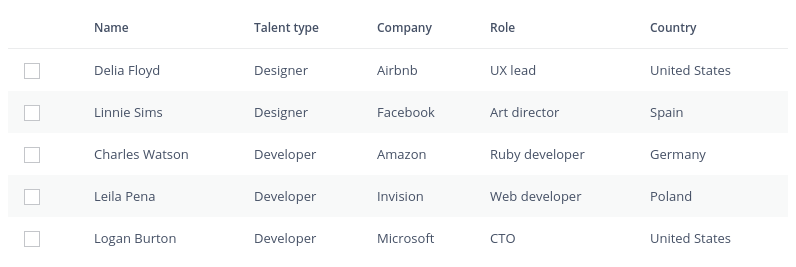 Name Talent type Company Role Country
Delia Floyd Designer Airbnb UX lead United States
Linnie Sims Designer Facebook Art director Spain
Charles Watson Developer Amazon Ruby developer Germany
Leila Pena Developer Invision Web developer Poland
Logan Burton Developer Microsoft CTO United States